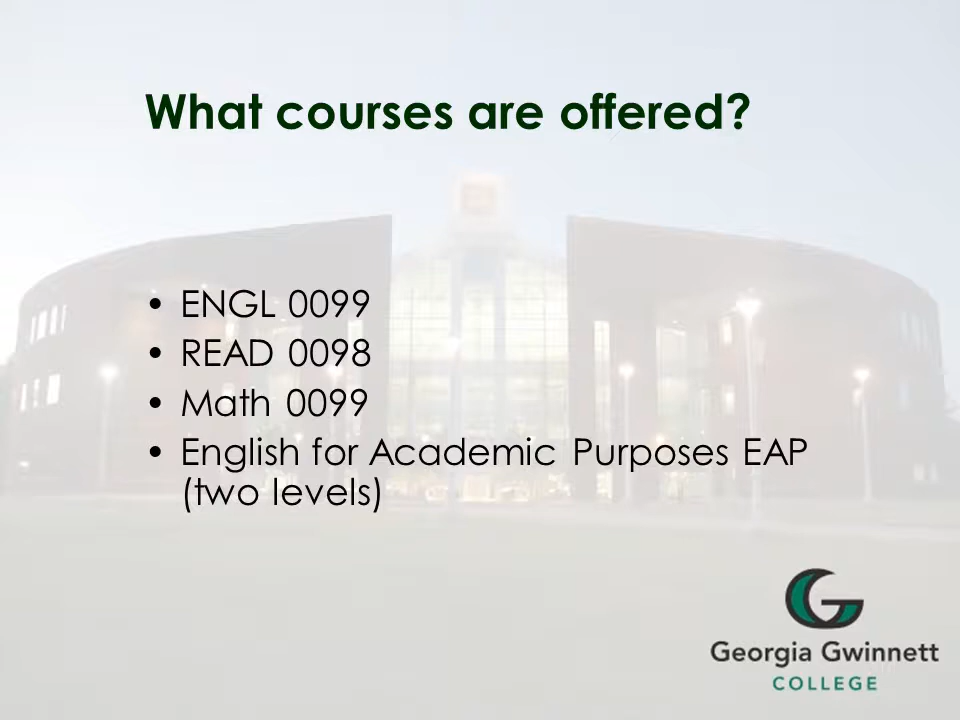 What courses are offered?
• ENGL 0099
• READ 0098
• Math 0099
• English for Academic Purposes EAP
(two levels)
Georgia Gwinnett
COLLEGE